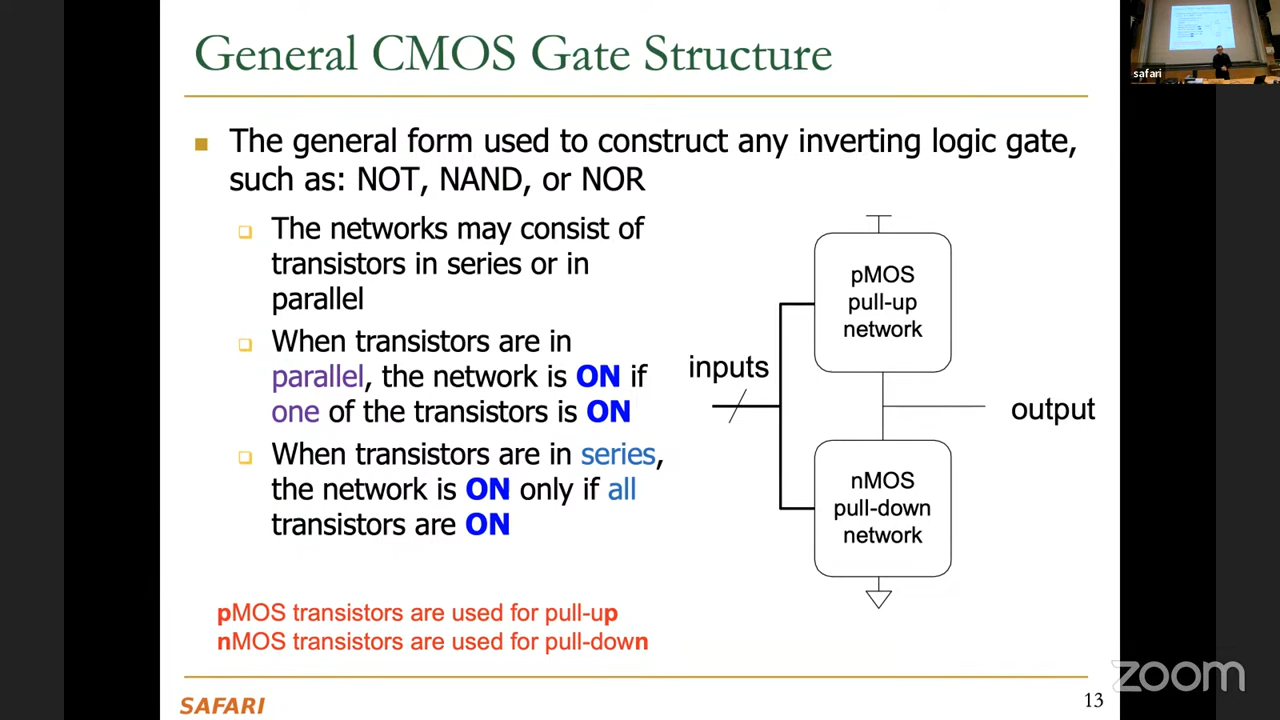 General CMOS Gate Structure
The general form used to construct any inverting logic gate,
such as: NOT, NAND, or NOR
The networks may consist of
transistors in series or in
parallel
When transistors are in
parallel, the network is ON if
one of the transistors is ON
When transistors are in series,
the network is ON only if all
transistors are ON
pMOS transistors are used for pull-up
nMOS transistors are used for pull-down
pMOS
pull-up
network
inputs
output
nMOS
pull-down
network
SAFARI
13
zoom
safari